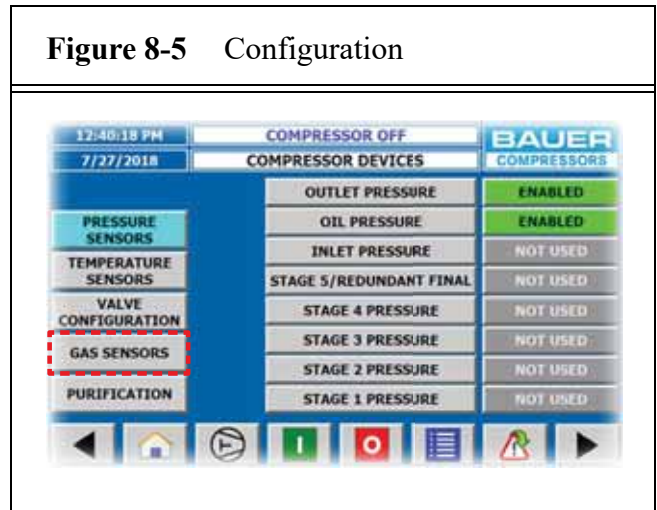 Figure 8-5 Configuration
12:40:18 PM
COMPRESSOR OFF
BAUER
7/27/2018
COMPRESSOR DEVICES
COMPRESSORS
OUTLET PRESSURE
ENABLED
PRESSURE
SENSORS
OIL PRESSURE
ENABLED
INLET PRESSURE
NOT USED
TEMPERATURE
SENSORS
STAGE 5/REDUNDANT FINAL
NOT USED
VALVE
CONFIGURATION
STAGE 4 PRESSURE
NOT USED
GAS SENSORS
STAGE 3 PRESSURE
NOT USED
STAGE 2 PRESSURE
NOT USED
PURIFICATION
STAGE 1 PRESSURE
NOT USED
I
O